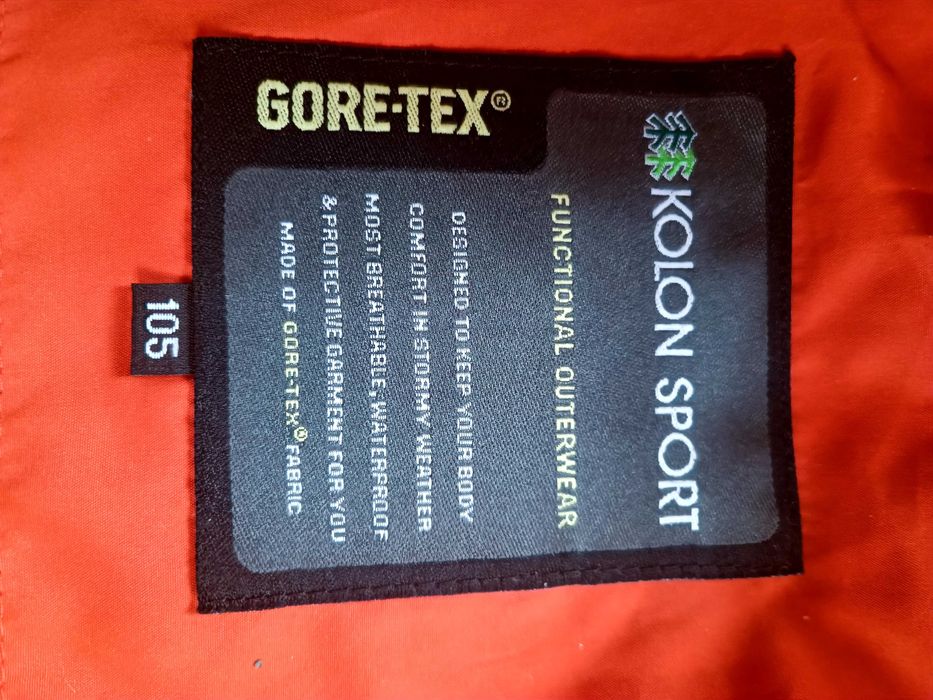 KOLON SPORT
FUNCTIONAL OUTERWEAR
DESIGNED TO KEEP YOUR BODY
COMFORT IN STORMY WEATHER
MOST BREATHABLE, WATERPROOF
& PROTECTIVE GARMENT FOR YOU
MADE OF GORE-TEX® FABRIC
GORE-TEX®
105